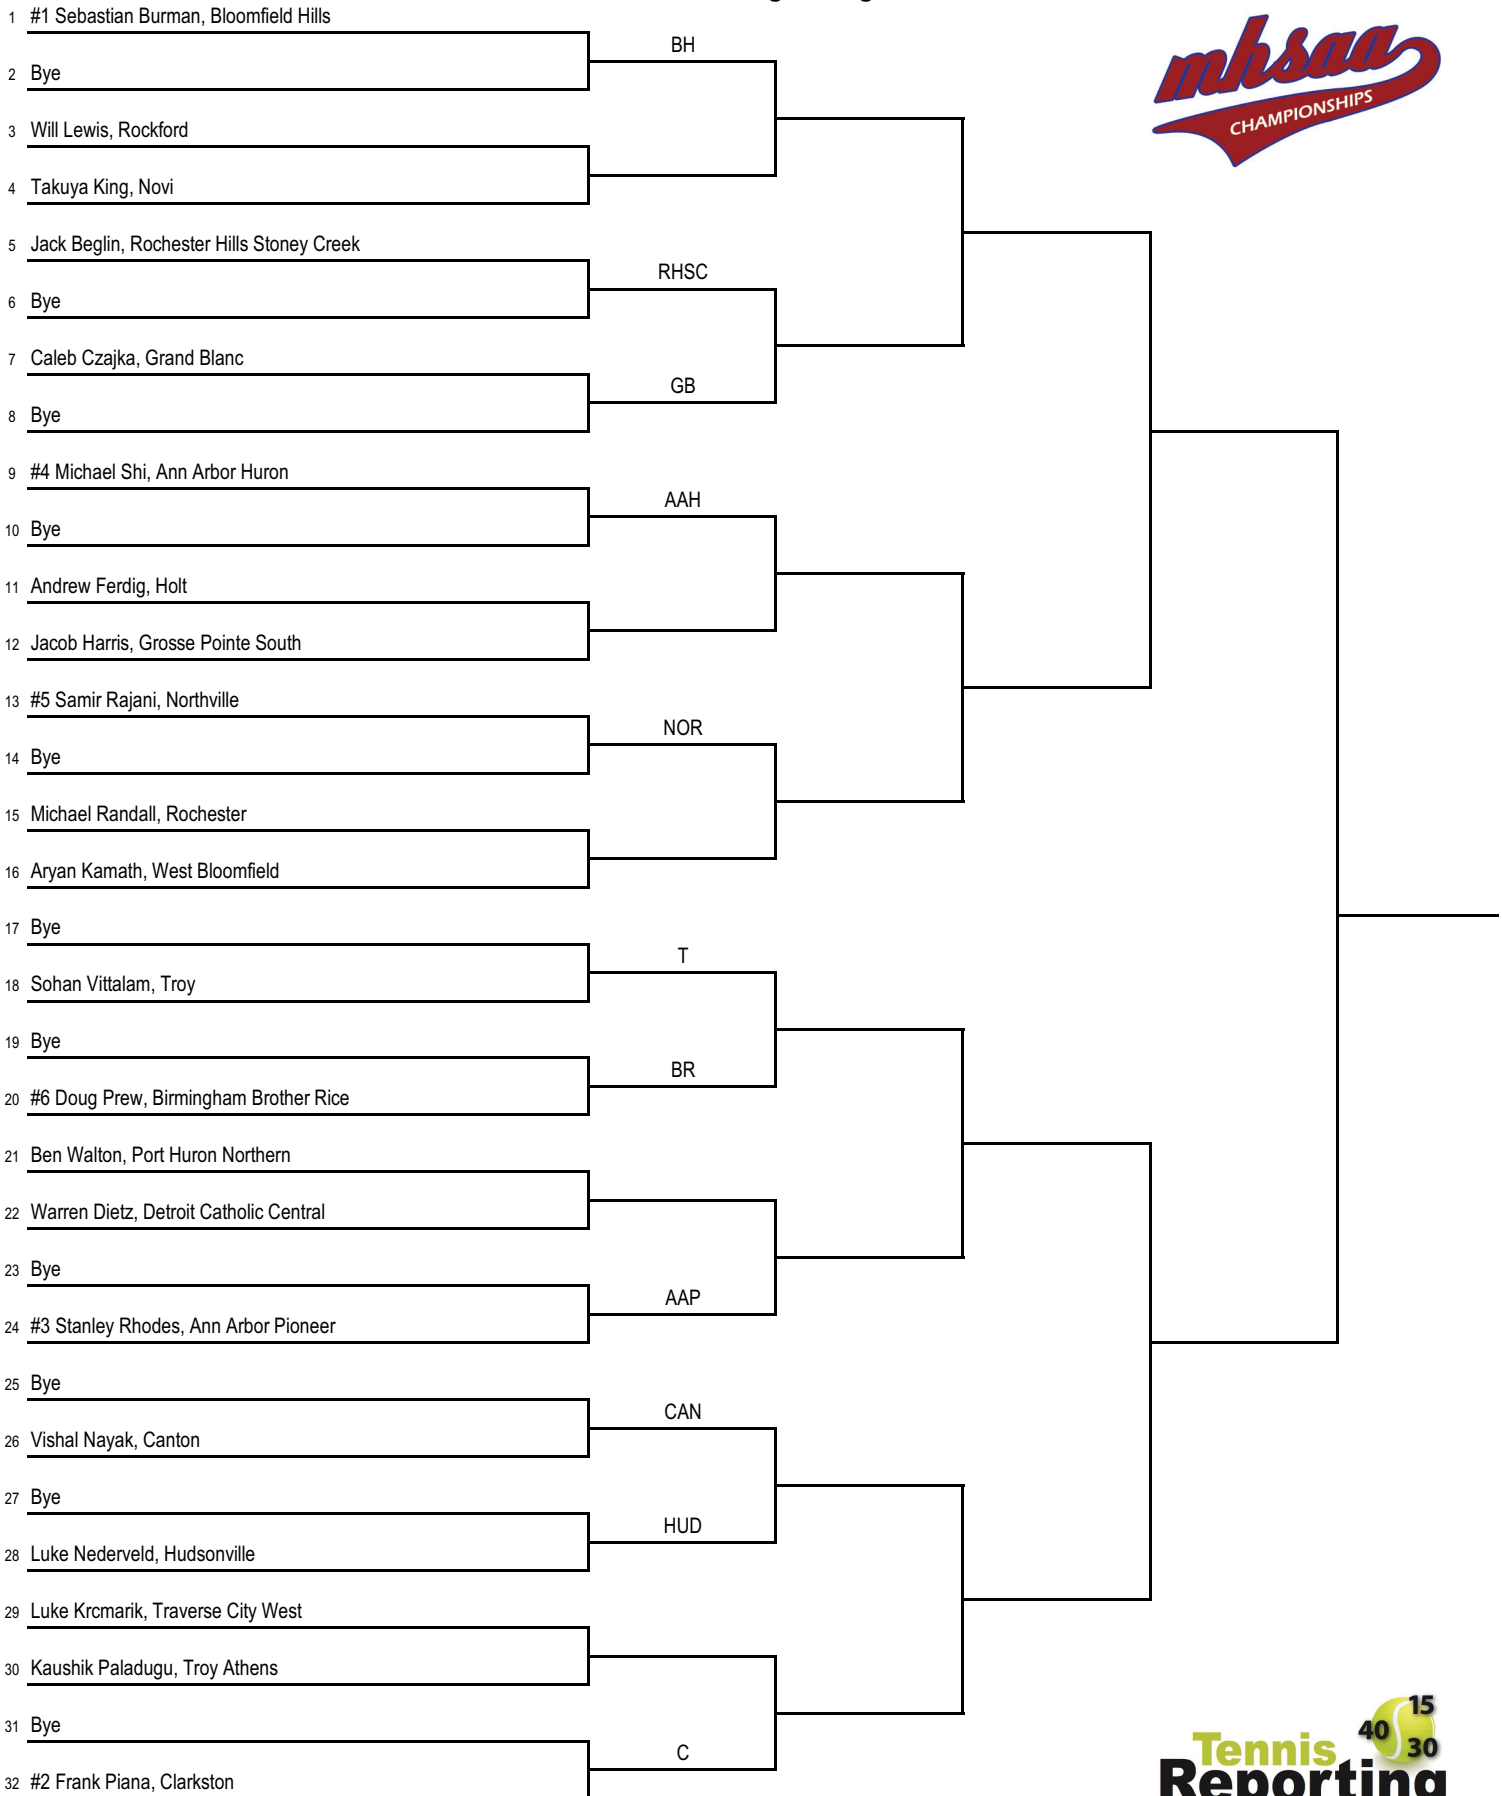 1 #1 Sebastian Burman, Bloomfield Hills
BH
2 Bye
3 Will Lewis, Rockford
4 Takuya King, Novi
5 Jack Beglin, Rochester Hills Stoney Creek
RHSC
6 Bye
7 Caleb Czajka, Grand Blanc
GB
8 Bye
9 #4 Michael Shi, Ann Arbor Huron
AAH
10 Bye
11 Andrew Ferdig, Holt
12 Jacob Harris, Grosse Pointe South
13 #5 Samir Rajani, Northville
NOR
14 Bye
15 Michael Randall, Rochester
16 Aryan Kamath, West Bloomfield
17 Bye
T
18 Sohan Vittalam, Troy
19 Bye
BR
20 #6 Doug Prew, Birmingham Brother Rice
21 Ben Walton, Port Huron Northern
22 Warren Dietz, Detroit Catholic Central
23 Bye
AAP
24 #3 Stanley Rhodes, Ann Arbor Pioneer
25 Bye
CAN
26 Vishal Nayak, Canton
27 Bye
HUD
28 Luke Nederveld, Hudsonville
29 Luke Krcmarik, Traverse City West
30 Kaushik Paladugu, Troy Athens
31 Bye
C
32 #2 Frank Piana, Clarkston
mhsaa
CHAMPIONSHIPS
15
40
30
Tennis
Reporting